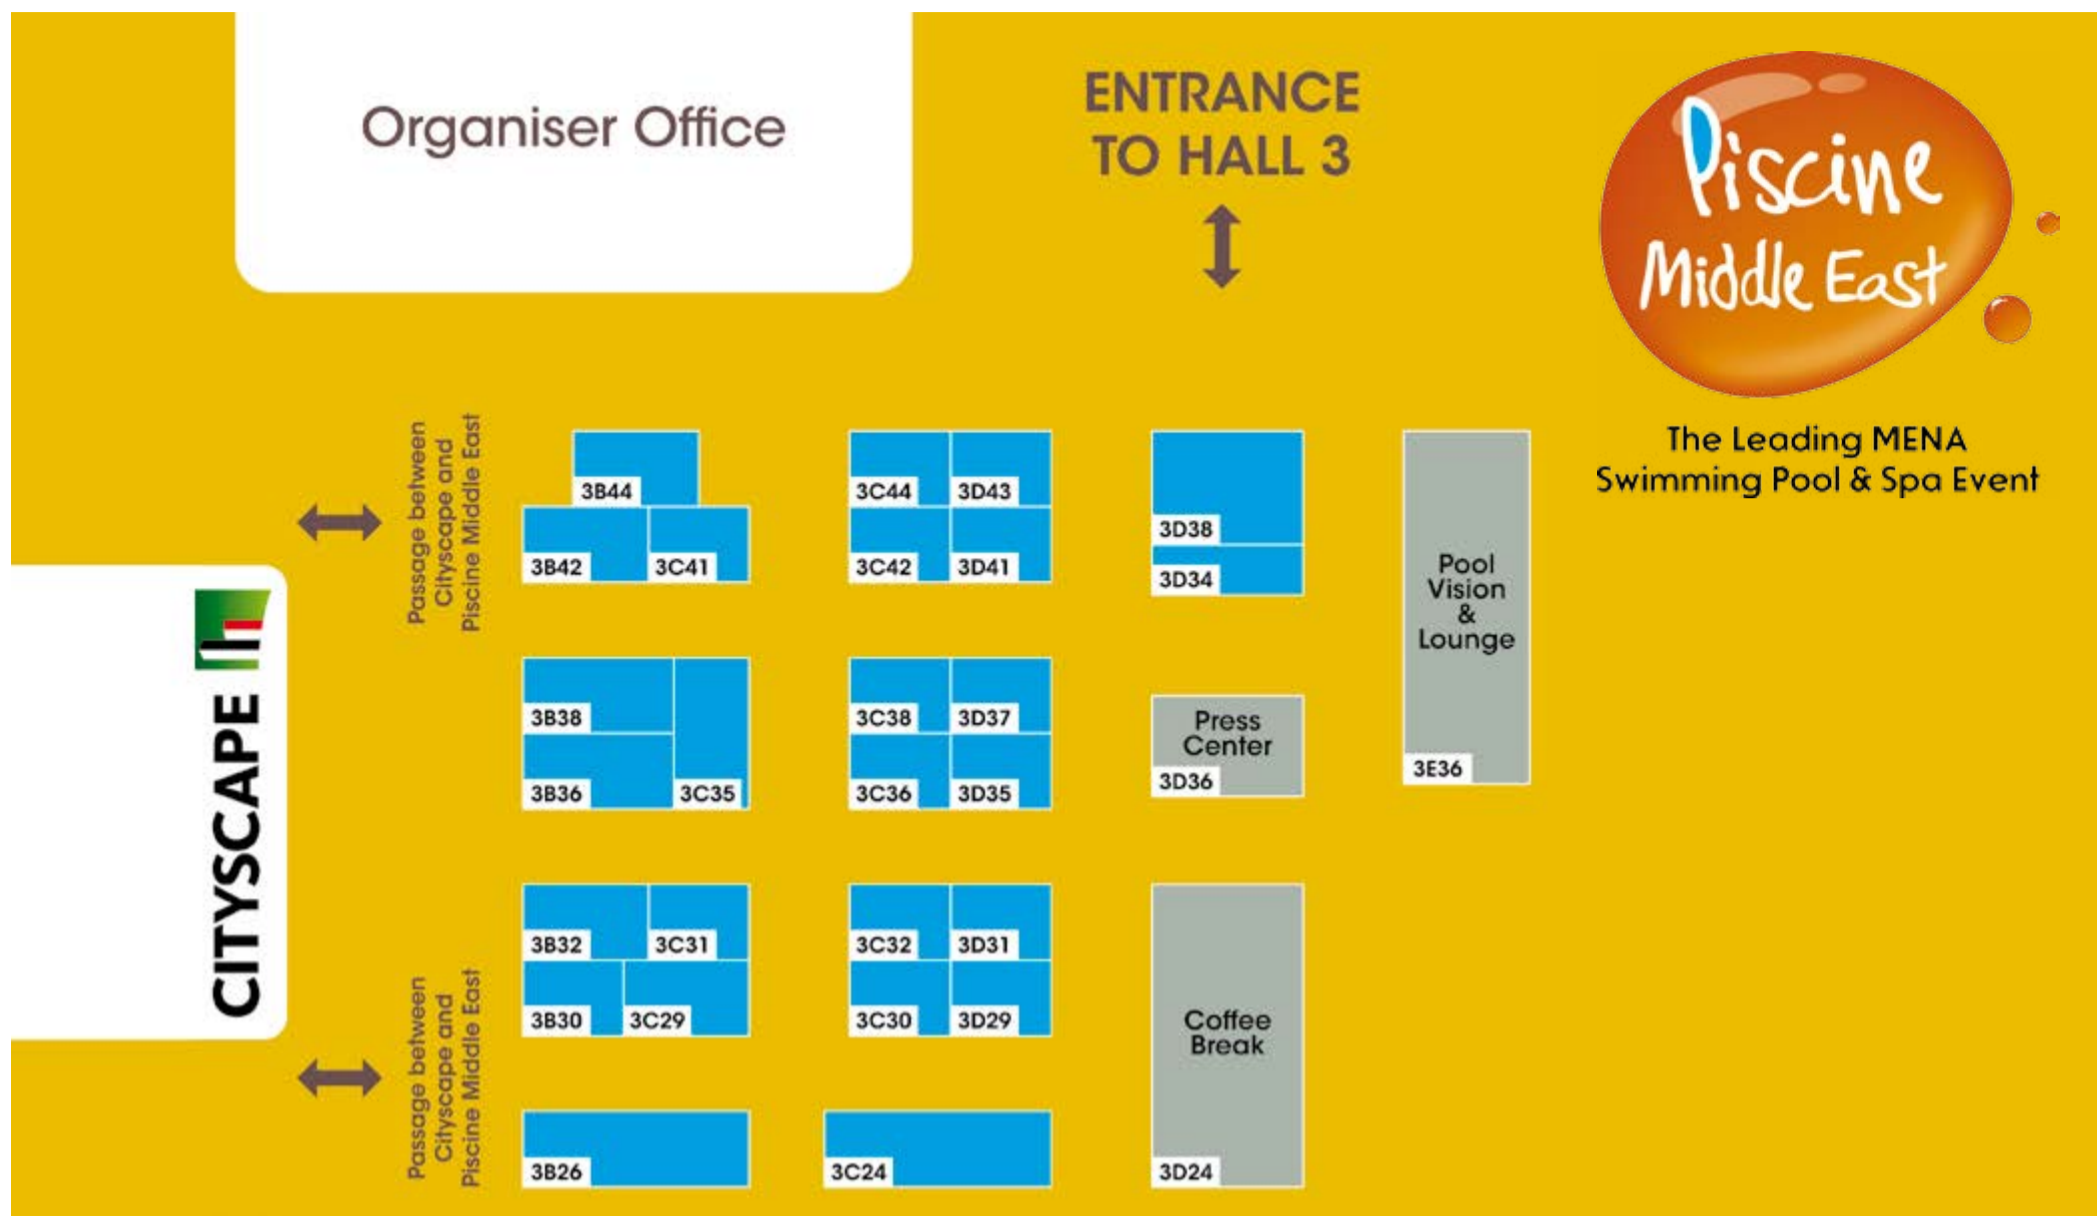 Organiser Office
ENTRANCE
TO HALL 3
Piscine
Middle East
The Leading MENA
Swimming Pool & Spa Event
Passage between
Cityscape and
Piscine Middle East
CITYSCAPE
Passage between
Cityscape and
Piscine Middle East
3B44
3B42
3C41
3C44
3D43
3C42
3D41
3D38
3D34
Pool
Vision
&
Lounge
3E36
3B38
3B36
3C35
3C38
3D37
3C36
3D35
Press
Center
3D36
3B32
3C31
3B30
3C29
3C32
3D31
3C30
3D29
Coffee
Break
3D24
3B26
3C24